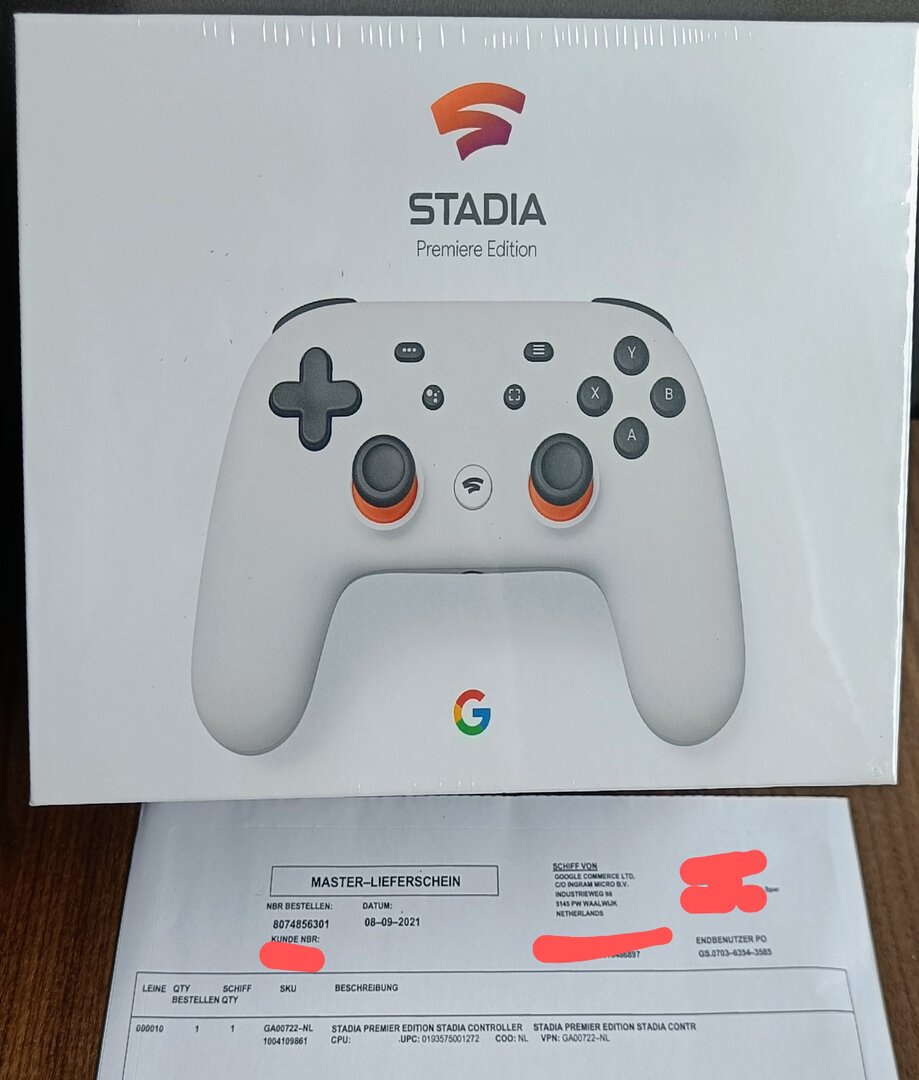 STADIA
Premiere Edition
Y
X
B
A
G
MASTER–LIEFERSCHEIN
NBR BESTELLEN:
DATUM:
8074856301
08–09–2021
KUNDE NBR:
SCHIFF VON
GOOGLE COMMERCE LTD.
C/O INGRAM MICRO B.V.
INDUSTRIEWEG
5145 PW WAALWIJK
NETHERLANDS
ENDBENUTZER PO
GS.0703–6354–3585
LEINE QTY SCHIFF SKU BESCHREIBUNG
BESTELLEN QTY
000010 1 1 GA00722–NL STADIA PREMIER EDITION STADIA CONTROLLER STADIA PREMIER EDITION STADIA CONTR
1004109861 CPU: .UPC: 0193575001272 COO: NL VPN: GA00722–NL